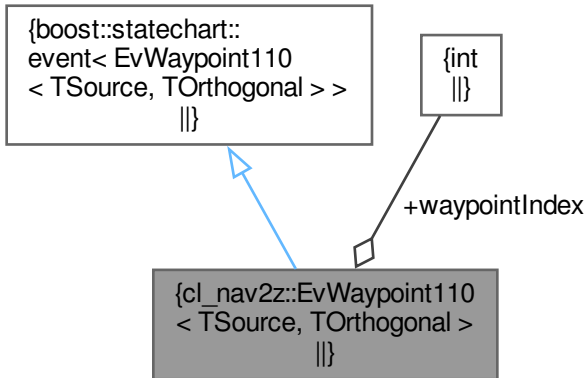 {boost::statechart::
event< EvWaypoint110
< TSource, TOrthogonal > >
||}
{int
||}
+waypointIndex
{cl_nav2z::EvWaypoint110
< TSource, TOrthogonal >
||}